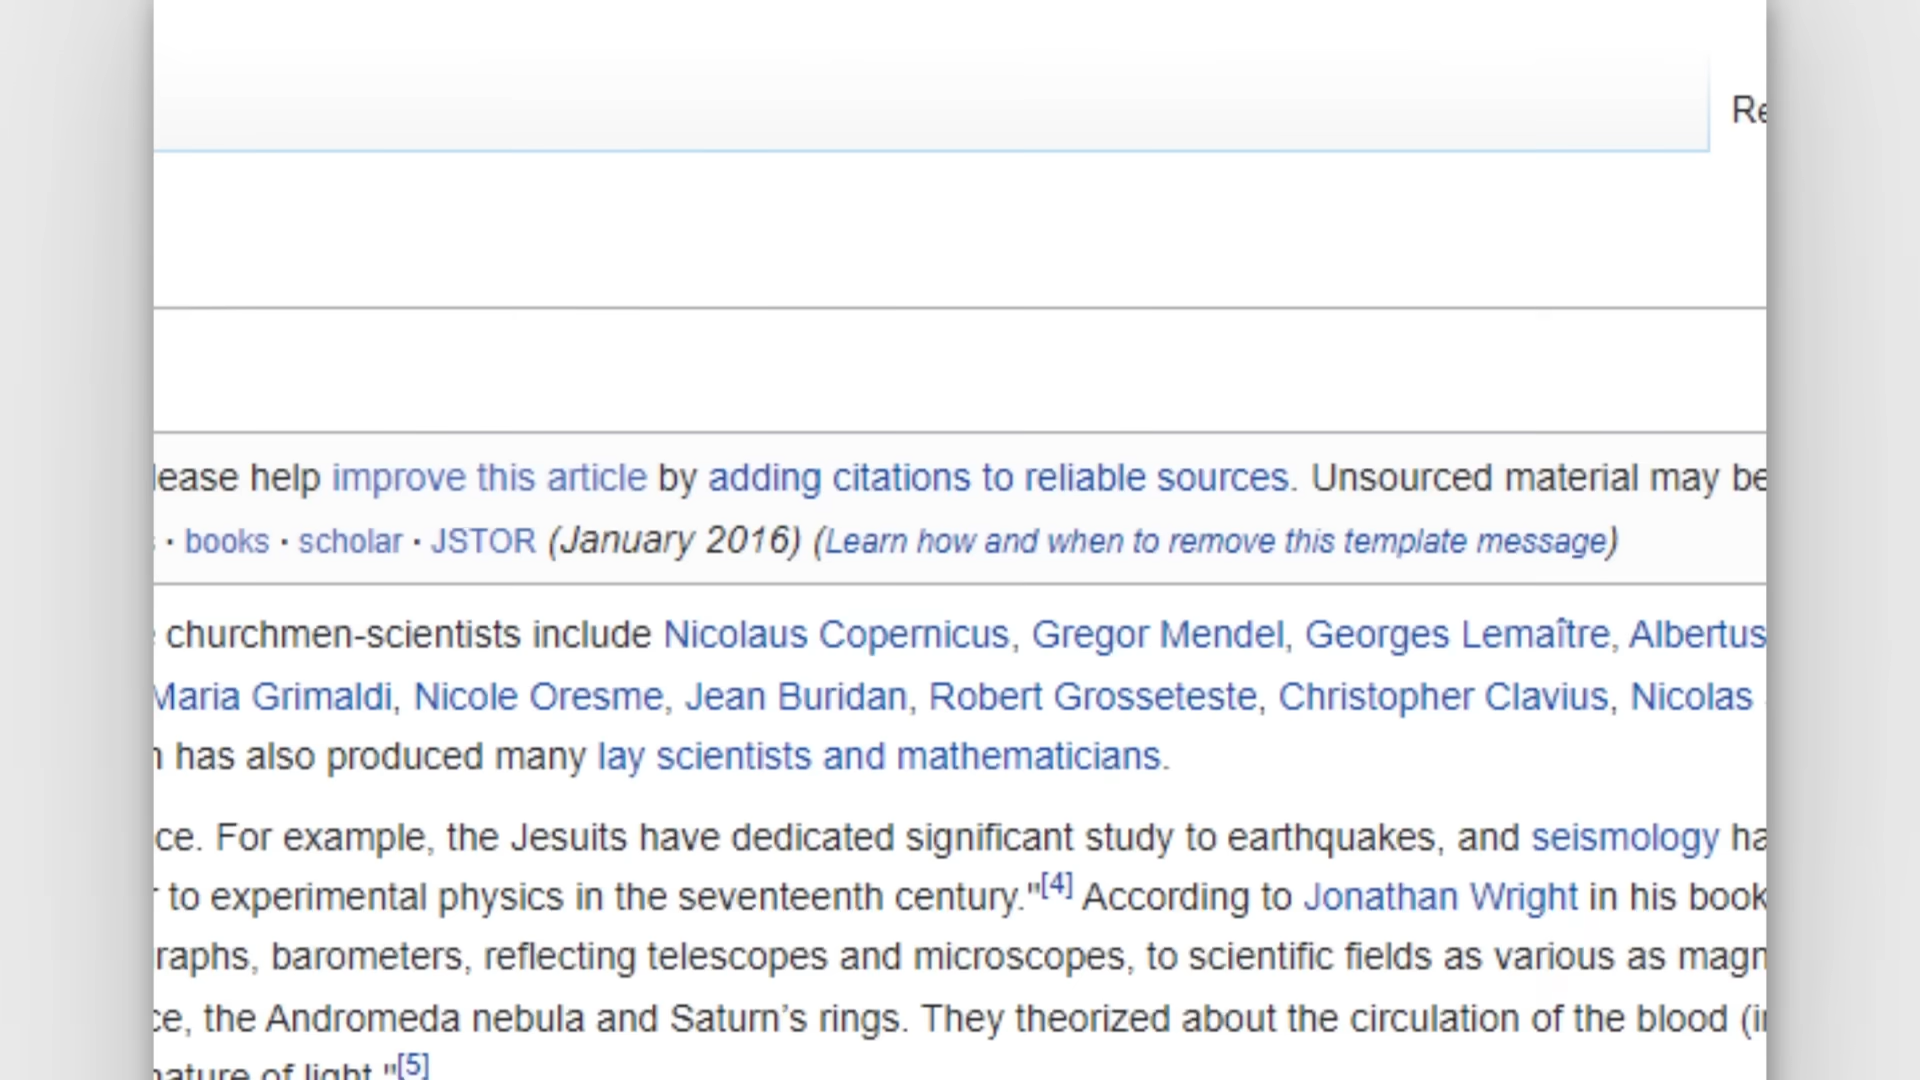 Re
lease help improve this article by adding citations to reliable sources. Unsourced material may be
· books · scholar · JSTOR (January 2016) (Learn how and when to remove this template message)
churchmen-scientists include Nicolaus Copernicus, Gregor Mendel, Georges Lemaître, Albertus
Maria Grimaldi, Nicole Oresme, Jean Buridan, Robert Grosseteste, Christopher Clavius, Nicolas
has also produced many lay scientists and mathematicians.
ce. For example, the Jesuits have dedicated significant study to earthquakes, and seismology ha
to experimental physics in the seventeenth century."[4] According to Jonathan Wright in his book
raphs, barometers, reflecting telescopes and microscopes, to scientific fields as various as magn
ce, the Andromeda nebula and Saturn's rings. They theorized about the circulation of the blood (i
nature of light."[5]